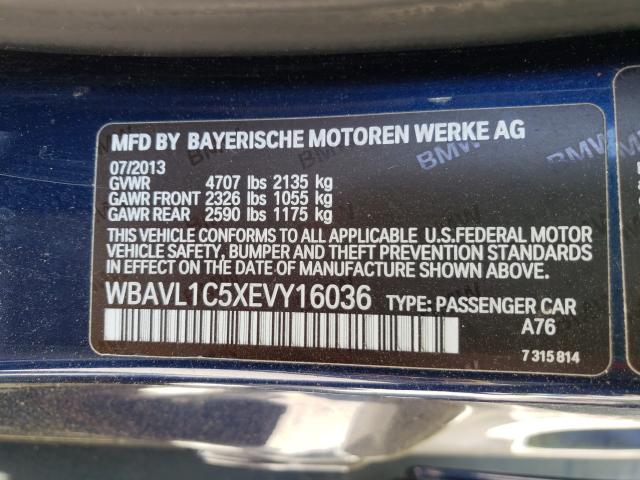 MFD BY BAYERISCHE MOTOREN WERKE AG
07/2013
GVWR 4707 lbs 2135 kg
GAWR FRONT 2326 lbs 1055 kg
GAWR REAR 2590 lbs 1175 kg
THIS VEHICLE CONFORMS TO ALL APPLICABLE U.S.FEDERAL MOTOR
VEHICLE SAFETY, BUMPER, AND THEFT PREVENTION STANDARDS
IN EFFECT ON THE DATE OF MANUFACTURE SHOWN ABOVE.
WBAVL1C5XEVY16036 TYPE: PASSENGER CAR
A76
7 315 814